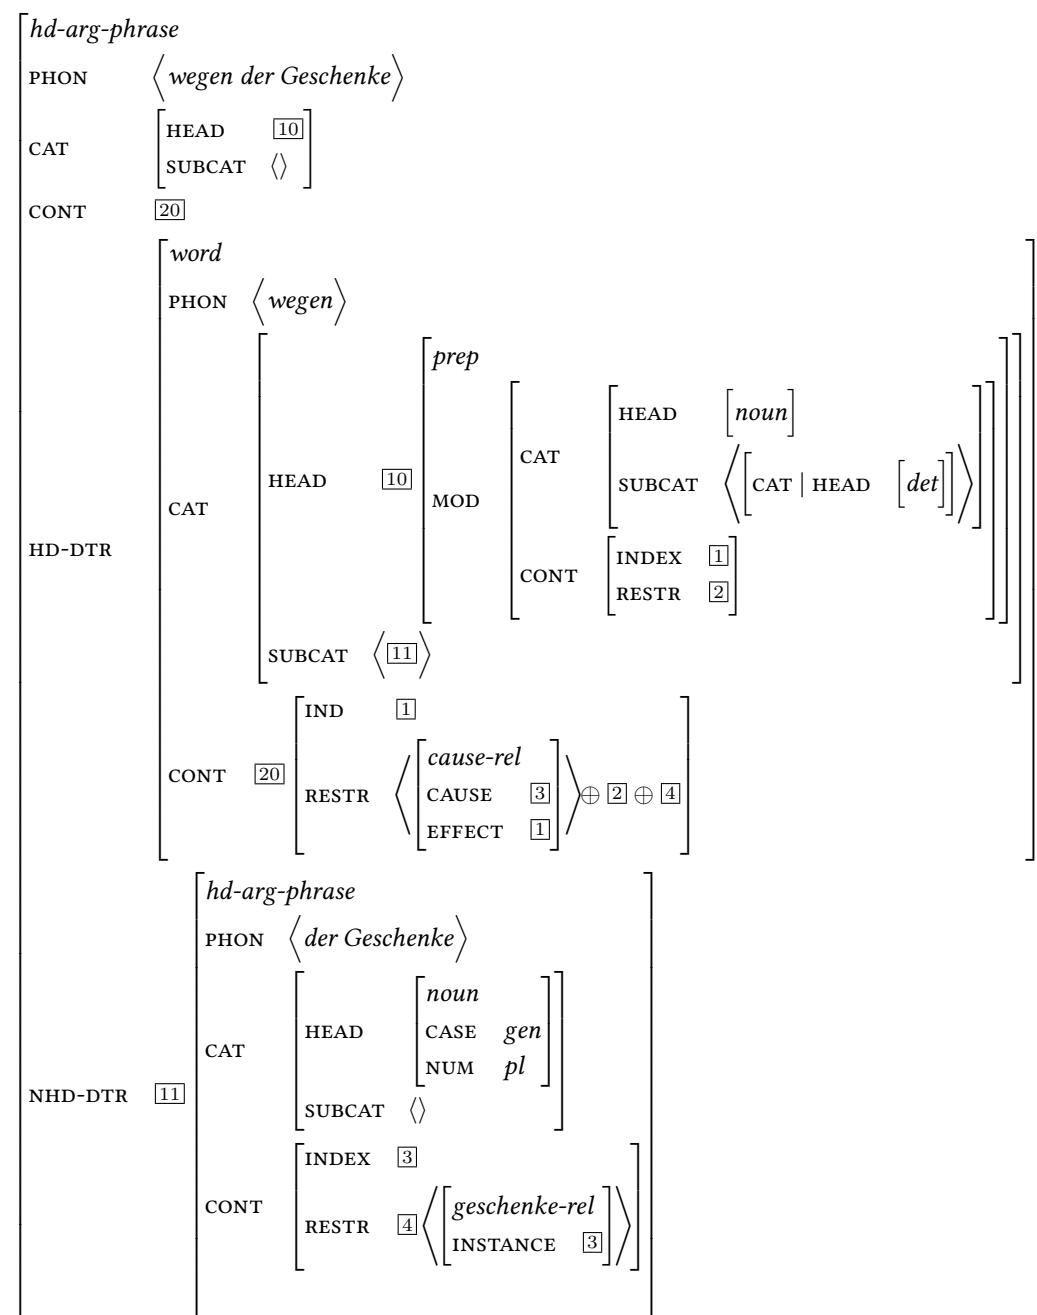 hd-arg-phrase
PHON ⟨wegen der Geschenke⟩
HEAD 10
CAT
SUBCAT ⟨⟩
CONT 20
word
PHON ⟨wegen⟩
prep
HEAD [noun]
CAT
SUBCAT ⟨[CAT | HEAD [det]]⟩
HEAD 10
MOD
CAT
HD-DTR
INDEX 1
CONT
RESTR 2
SUBCAT ⟨11⟩
IND 1
cause-rel
CONT 20
RESTR ⟨[CAUSE 3]⟩ ⊕ 2 ⊕ 4
EFFECT 1
hd-arg-phrase
PHON ⟨der Geschenke⟩
noun
HEAD CASE gen
CAT
NUM pl
NHD-DTR 11
SUBCAT ⟨⟩
INDEX 3
CONT
geschenke-rel
RESTR 4
INSTANCE 3